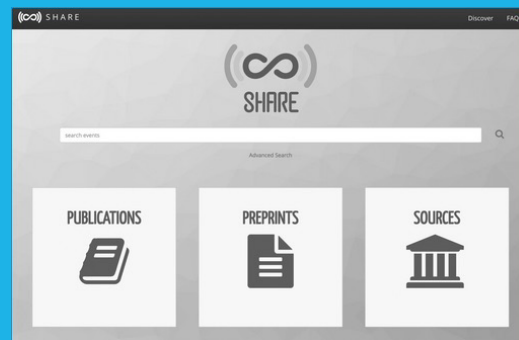 SHARE
Discover FAQ
SHARE
search events
Advanced Search
PUBLICATIONS PREPRINTS SOURCES